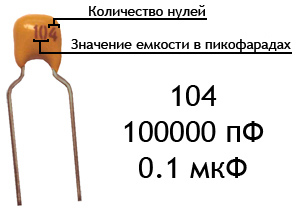 Количество нулей
104
Значение емкости в пикофарадах
104
100000 пФ
0.1 мкФ